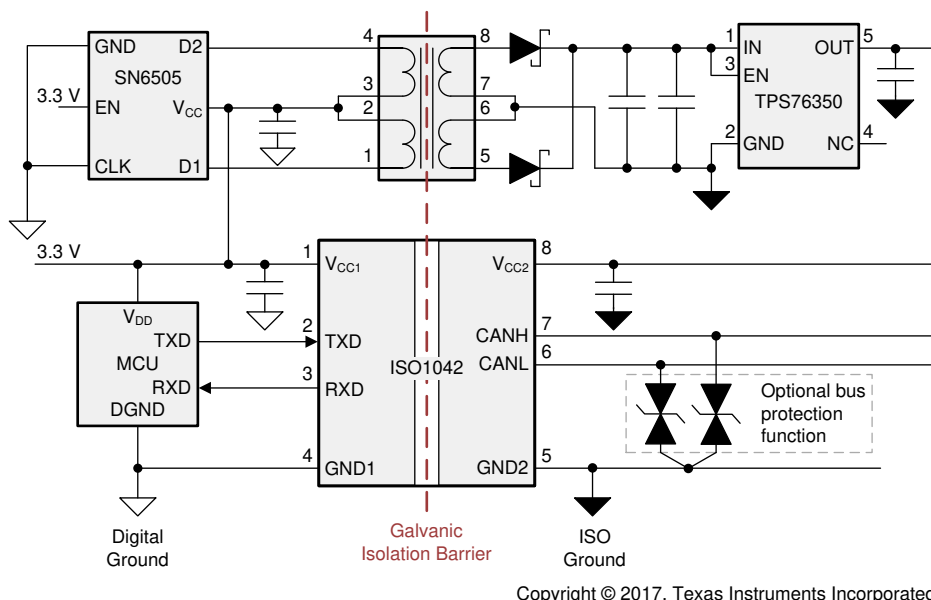 GND D2
SN6505
3.3 V
EN VCC
CLK D1
4 8
3 7
2 6
1 5
1 IN OUT 5
3 EN
TPS76350
2 GND NC 4
3.3 V
1 VCC1 VCC2 8
VDD
TXD 2 TXD CANH 7
MCU ISO1042 CANL 6
RXD 3 RXD
DGND
4 GND1 GND2 5
Optional bus
protection
function
Digital
Ground
Galvanic
Isolation Barrier
ISO
Ground
Copyright © 2017, Texas Instruments Incorporated